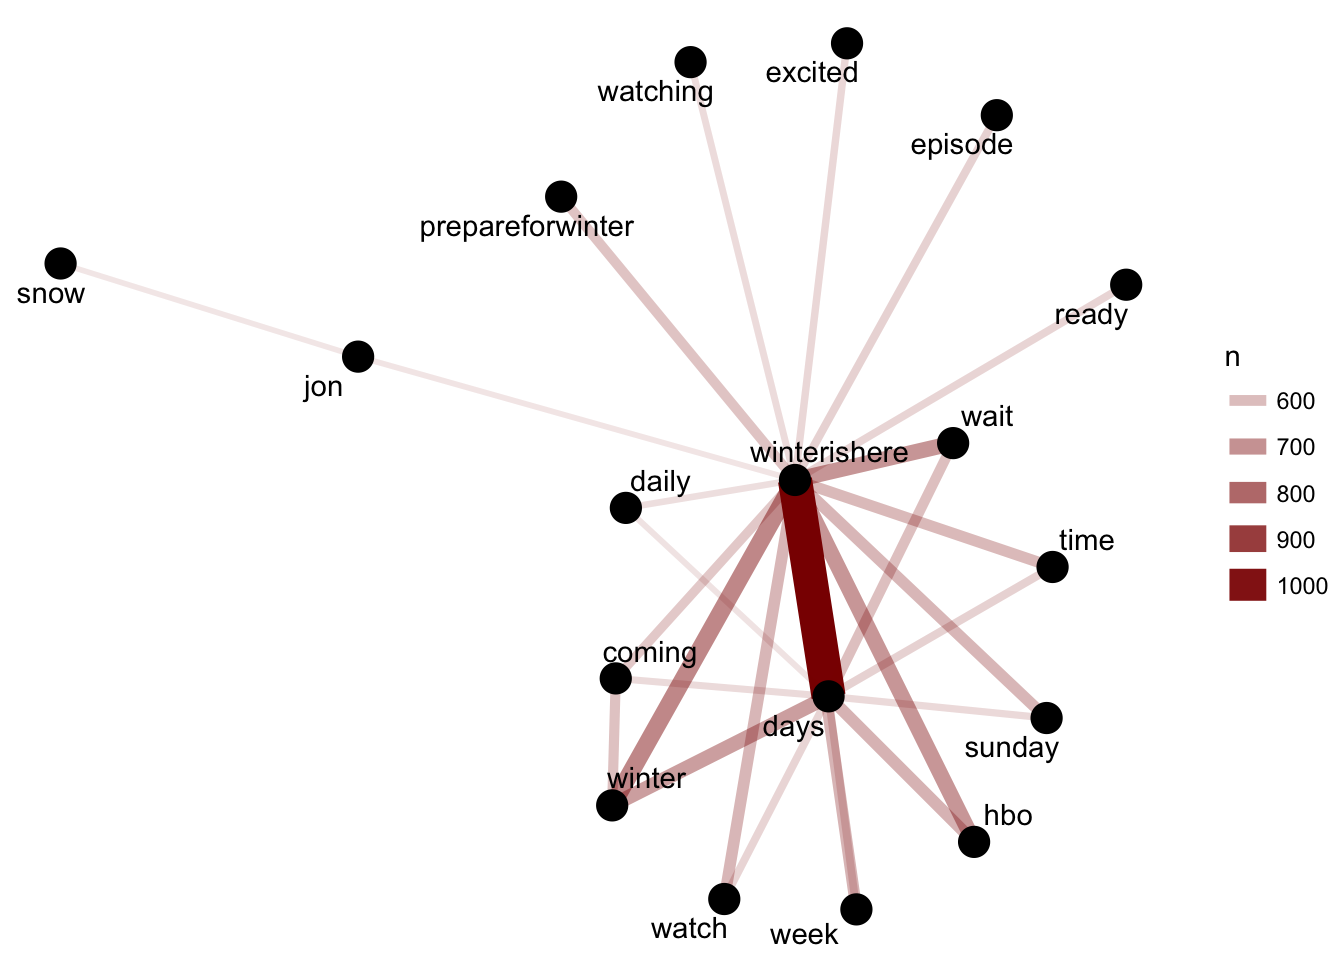 excited
watching
episode
prepareforwinter
snow
ready
jon
n
600
700
800
900
1000
wait
winterishere
daily
time
coming
days
sunday
winter
hbo
watch
week